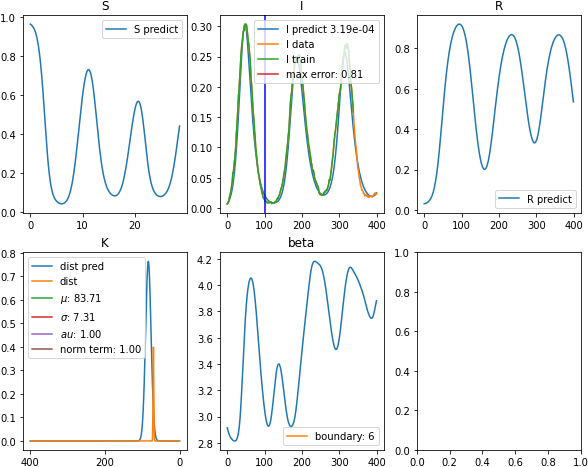 S
I
R
S predict
I predict 3.19e-04
I data
I train
max error: 0.81
R predict
1.0
0.8
0.6
0.4
0.2
0.0
0.30
0.25
0.20
0.15
0.10
0.05
0.00
0.8
0.6
0.4
0.2
0.0
0 10 20
0 100 200 300 400
0 100 200 300 400
K
beta
dist pred
dist
μ: 83.71
σ: 7.31
au: 1.00
norm term: 1.00
boundary: 6
0.8
0.7
0.6
0.5
0.4
0.3
0.2
0.1
0.0
4.2
4.0
3.8
3.6
3.4
3.2
3.0
2.8
1.0
0.8
0.6
0.4
0.2
0.0
400 200 0
0 100 200 300 400
0.0 0.2 0.4 0.6 0.8 1.0